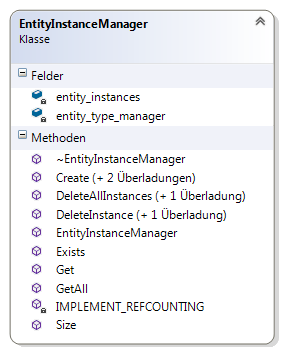 EntityInstanceManager
Klasse
Felder
entity_instances
entity_type_manager
Methoden
~EntityInstanceManager
Create (+ 2 Überladungen)
DeleteAllInstances (+ 1 Überladung)
DeleteInstance (+ 1 Überladung)
EntityInstanceManager
Exists
Get
GetAll
IMPLEMENT_REFCOUNTING
Size